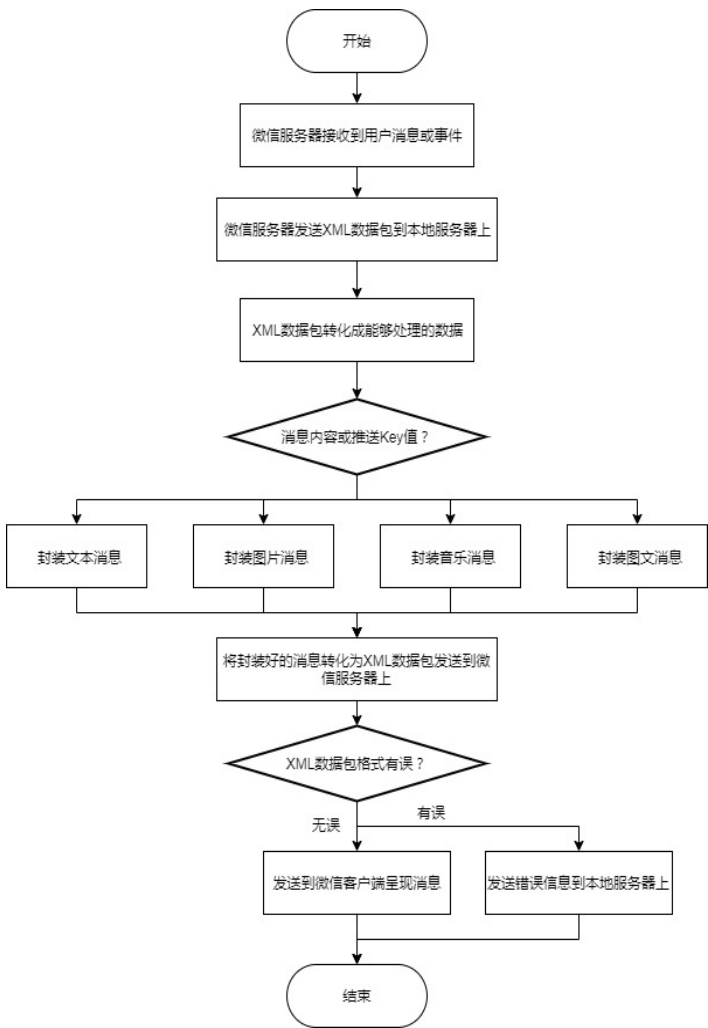 开始
微信服务器接收到用户消息或事件
微信服务器发送XML数据包到本地服务器上
XML数据包转化成能够处理的数据
消息内容或推送Key值？
封装文本消息
封装图片消息
封装音乐消息
封装图文消息
将封装好的消息转化为XML数据包发送到微
信服务器上
XML数据包格式有误？
无误
有误
发送到微信客户端呈现消息
发送错误信息到本地服务器上
结束